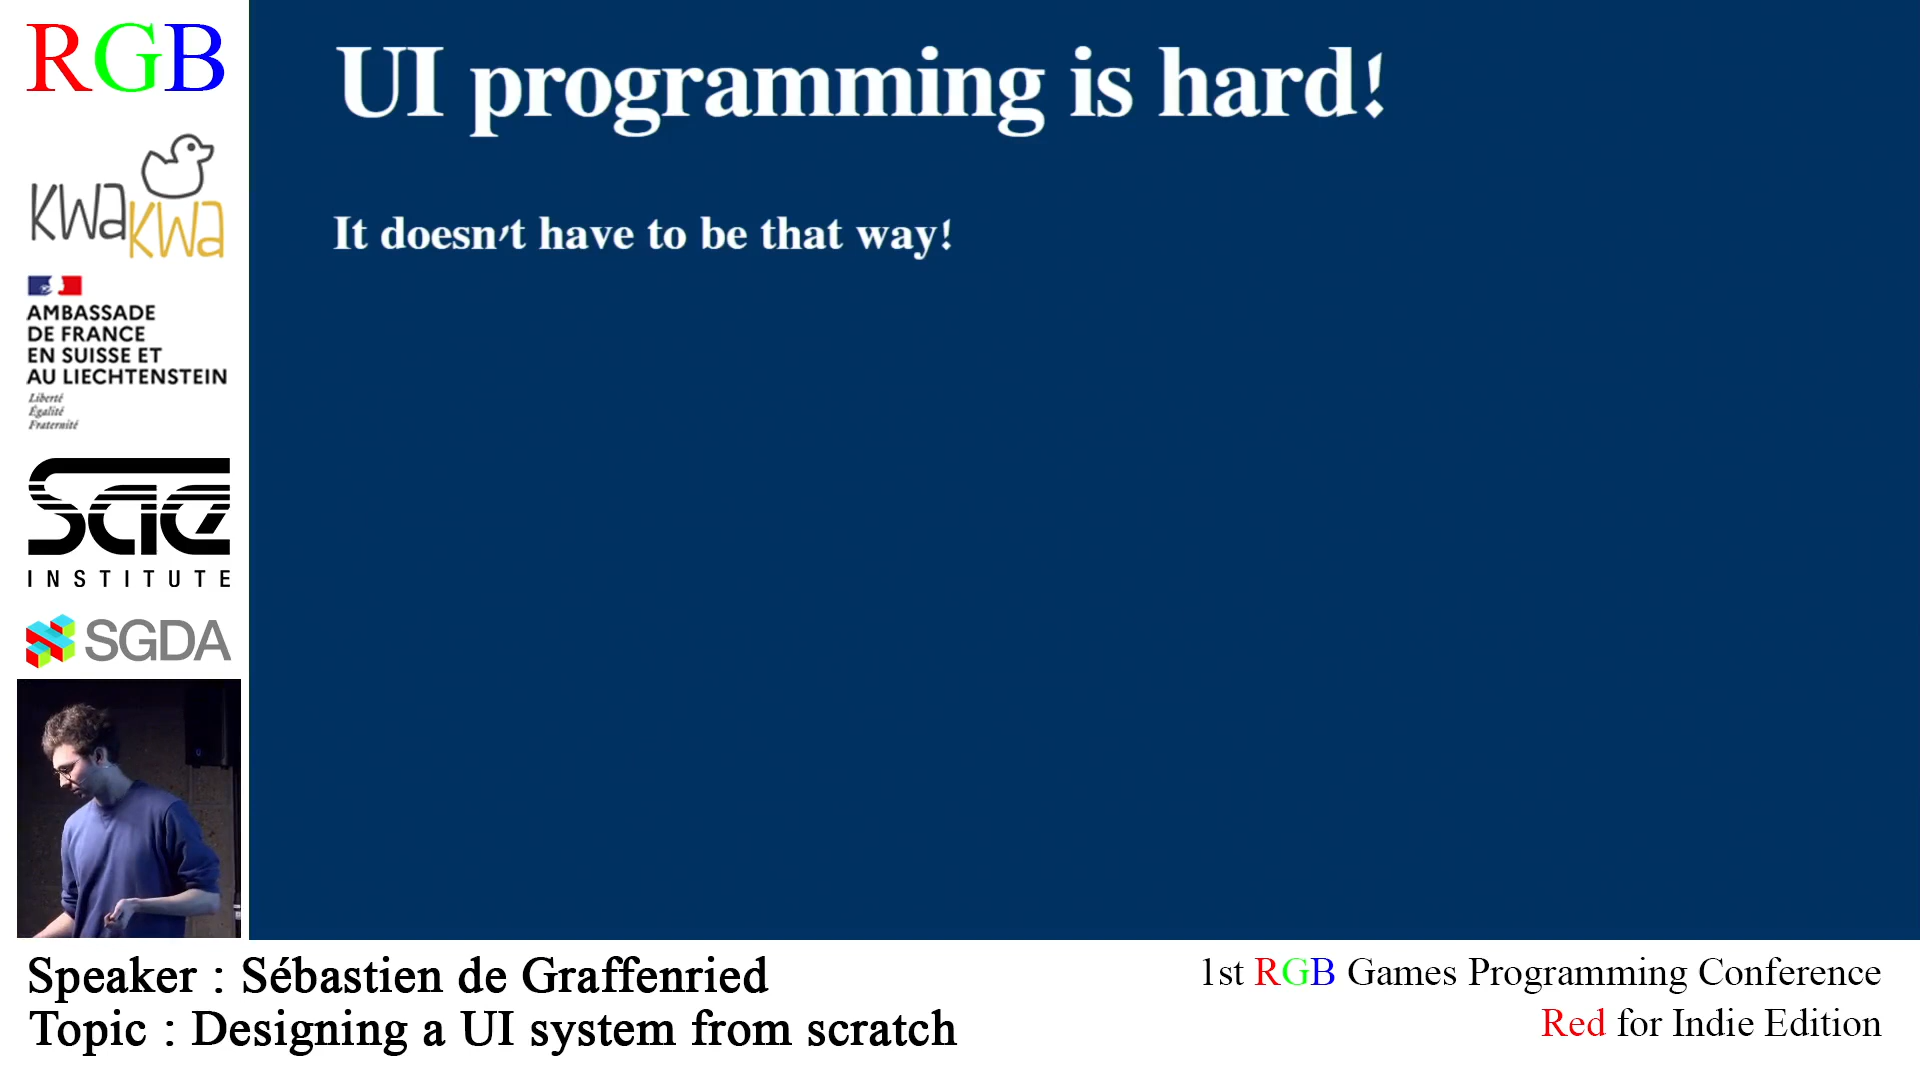 RGB
KWaKWa
AMBASSADE
DE FRANCE
EN SUISSE ET
AU LIECHTENSTEIN
Liberté
Égalité
Fraternité
Sae
INSTITUTE
SGDA
UI programming is hard!
It doesn't have to be that way!
Speaker : Sébastien de Graffenried
Topic : Designing a UI system from scratch
1st RGB Games Programming Conference
Red for Indie Edition